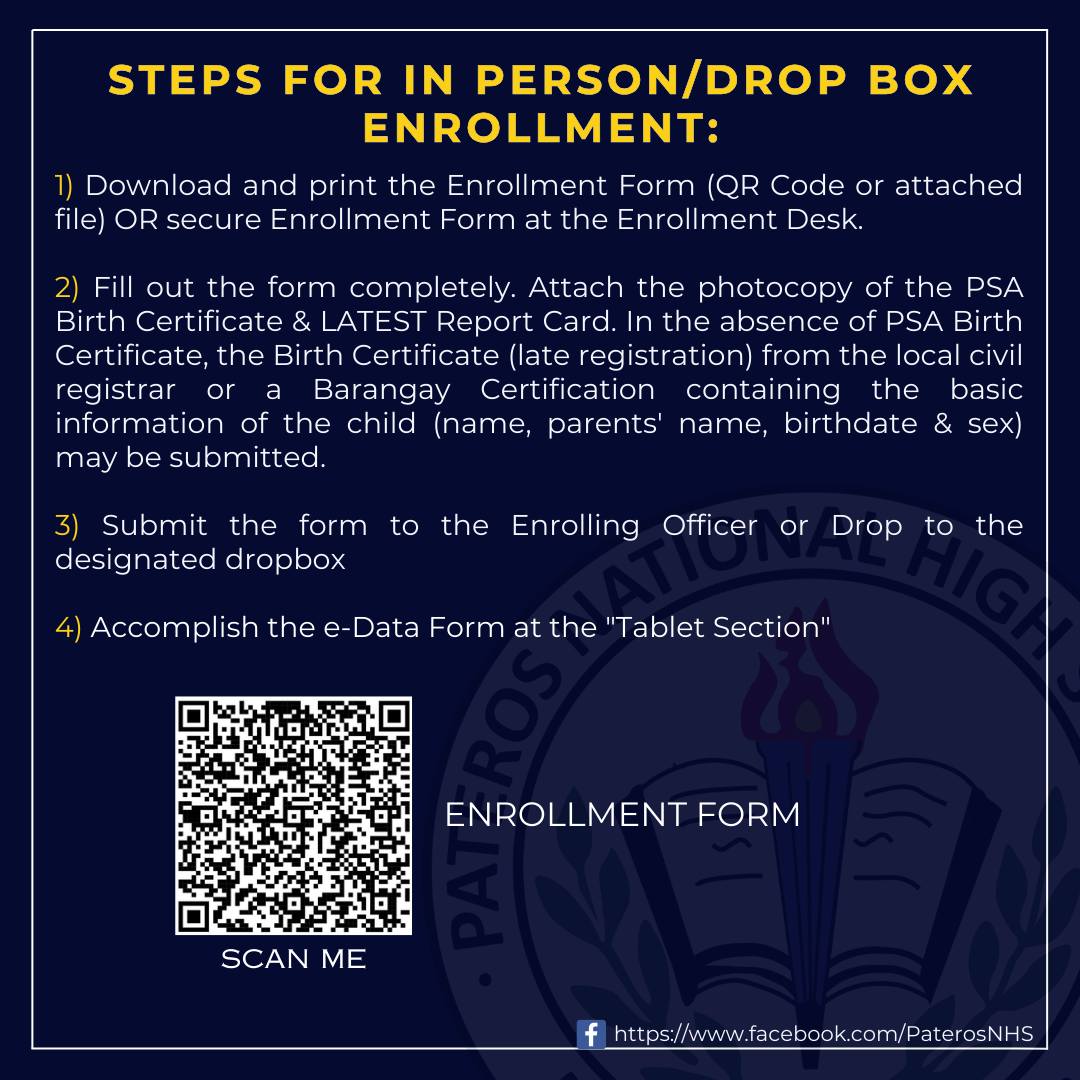 STEPS FOR IN PERSON/DROP BOX
ENROLLMENT:
1) Download and print the Enrollment Form (QR Code or attached
file) OR secure Enrollment Form at the Enrollment Desk.
2) Fill out the form completely. Attach the photocopy of the PSA
Birth Certificate & LATEST Report Card. In the absence of PSA Birth
Certificate, the Birth Certificate (late registration) from the local civil
registrar or a Barangay Certification containing the basic
information of the child (name, parents' name, birthdate & sex)
may be submitted.
3) Submit the form to the Enrolling Officer or Drop to the
designated dropbox
4) Accomplish the e-Data Form at the "Tablet Section"
PATEROS NATIONAL HIGH S
ENROLLMENT FORM
SCAN ME
f https://www.facebook.com/PaterosNHS